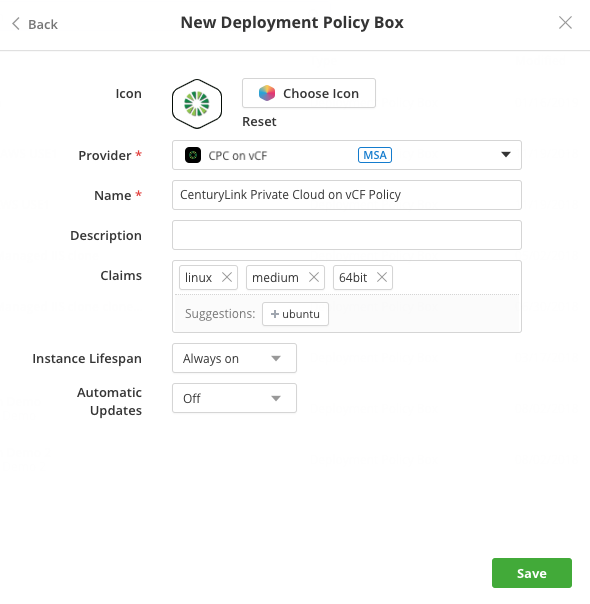 Back
New Deployment Policy Box
Icon
Choose Icon
Reset
Provider *
CPC on vCF
MSA
Name *
CenturyLink Private Cloud on vCF Policy
Description
Claims
linux medium 64bit
Suggestions: + ubuntu
Instance Lifespan
Always on
Automatic
Updates
Off
Save